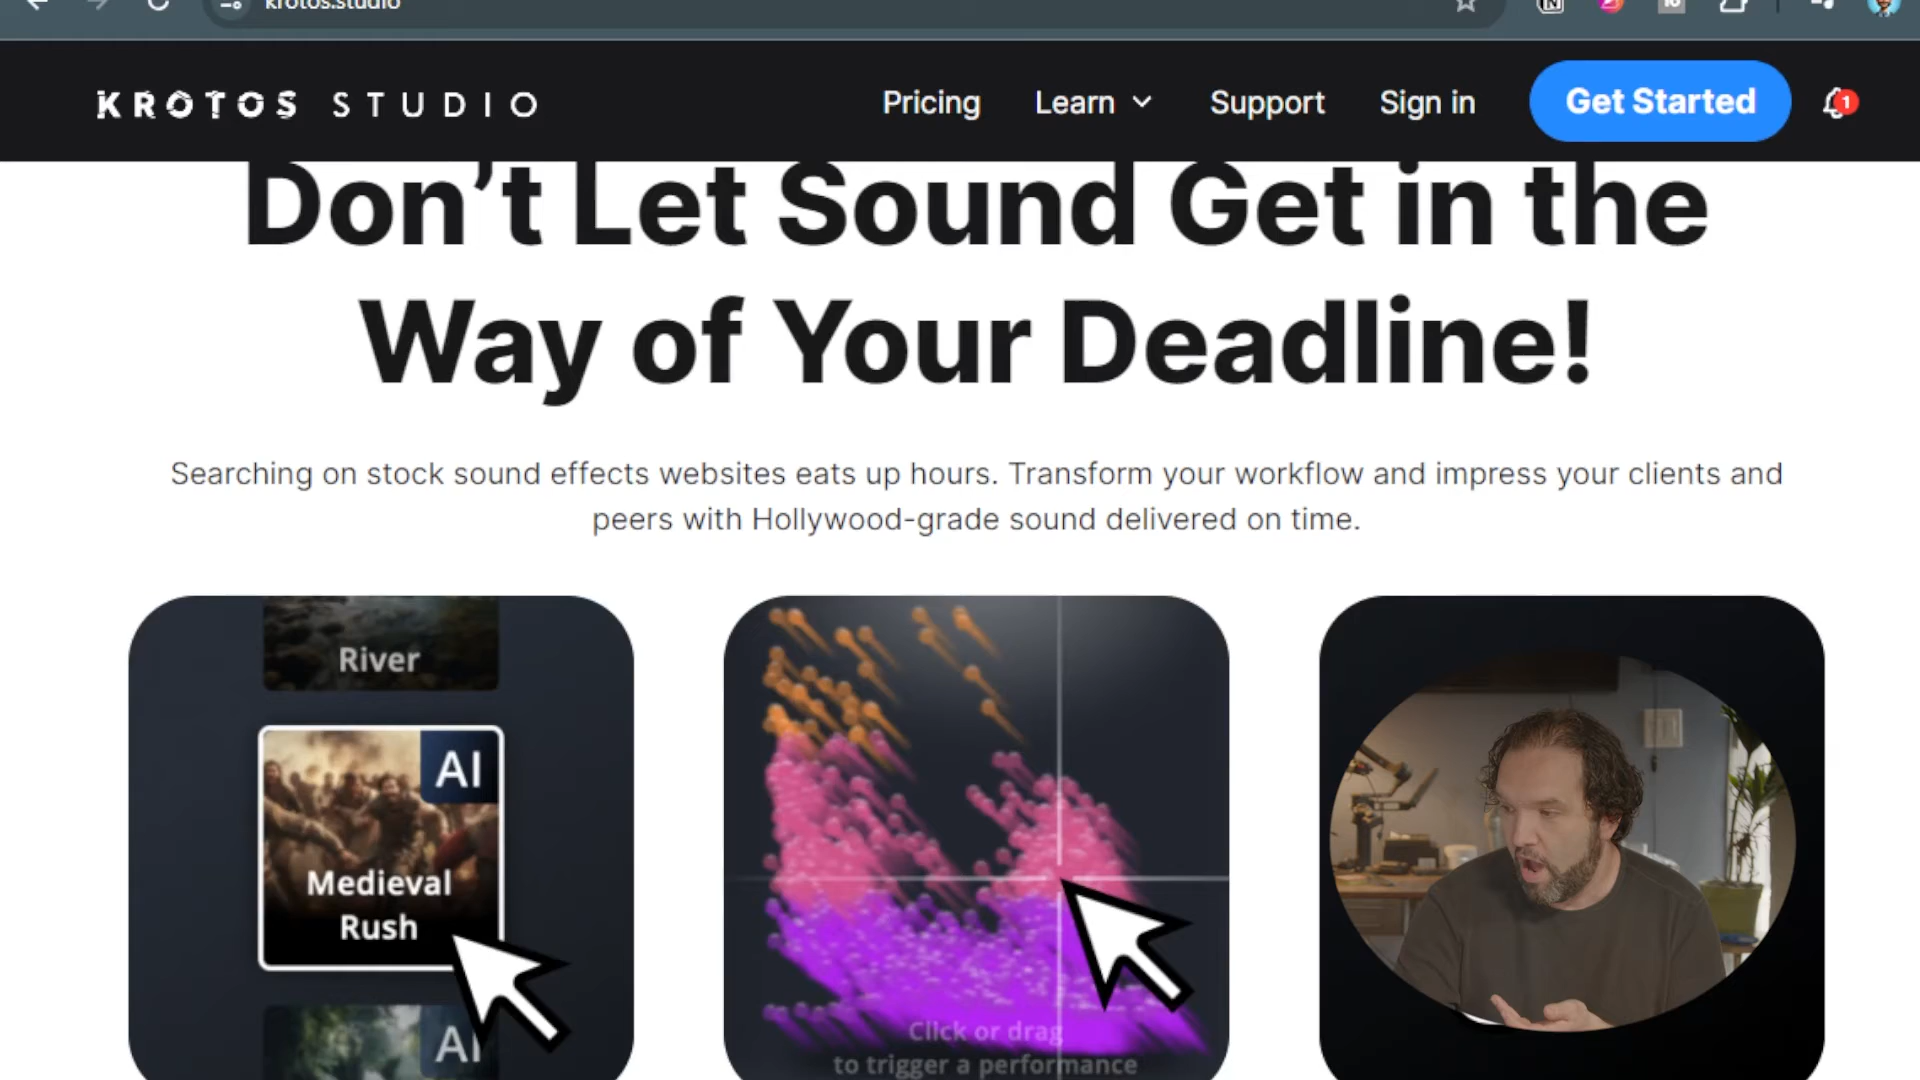 krotos.studio
KROTOS STUDIO
Pricing
Learn
Support
Sign in
Get Started
1
Don’t Let Sound Get in the
Way of Your Deadline!
Searching on stock sound effects websites eats up hours. Transform your workflow and impress your clients and
peers with Hollywood-grade sound delivered on time.
River
AI
Medieval
Rush
AI
Click or drag
to trigger a performance